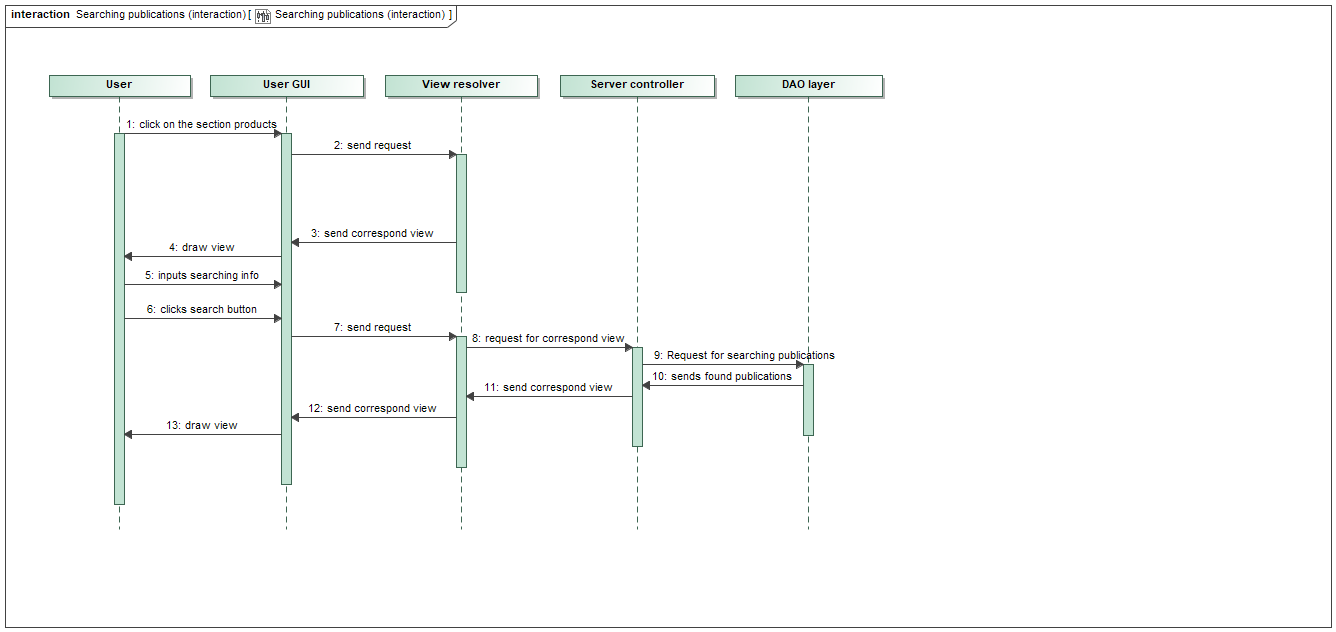 interaction Searching publications (interaction) [ Searching publications (interaction) ]
User
User GUI
View resolver
Server controller
DAO layer
1: click on the section products
2: send request
3: send correspond view
4: draw view
5: inputs searching info
6: clicks search button
7: send request
8: request for correspond view
9: Request for searching publications
10: sends found publications
11: send correspond view
12: send correspond view
13: draw view